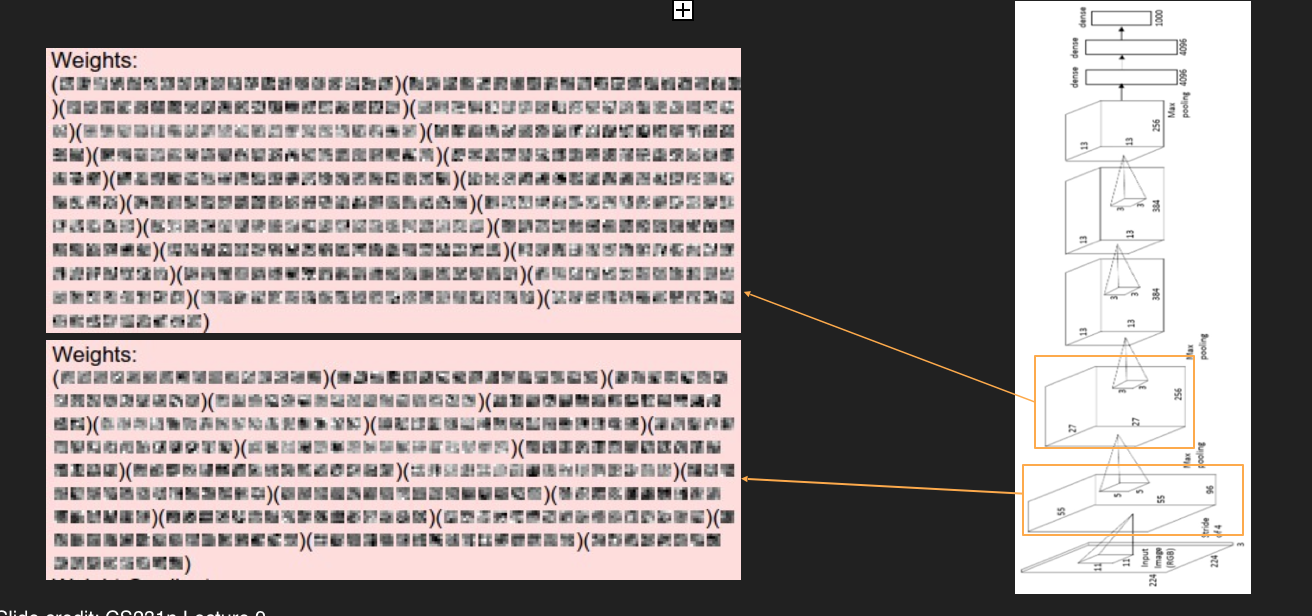 Weights:
Weights:
Slide credit: CS231n Lecture 9
dense
1000
dense
4096
dense
4096
Max
pooling
256
13
13
3
3
384
13
13
3
3
384
13
13
Max
pooling
3
3
256
27
27
Max
pooling
5
5
96
55
55
Stride
of 4
11
11
Input
Image
(RGB)
224
224
3